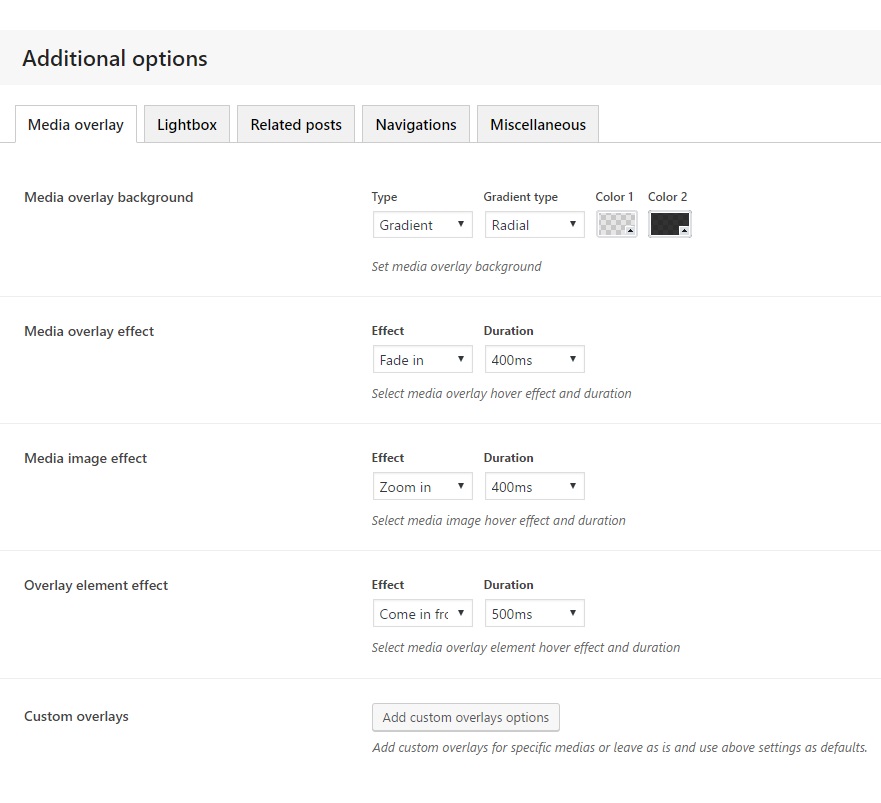 Additional options
Media overlay Lightbox Related posts Navigations Miscellaneous
Media overlay background
Type Gradient type Color 1 Color 2
Gradient Radial
Set media overlay background
Media overlay effect
Effect Duration
Fade in 400ms
Select media overlay hover effect and duration
Media image effect
Effect Duration
Zoom in 400ms
Select media image hover effect and duration
Overlay element effect
Effect Duration
Come in frc 500ms
Select media overlay element hover effect and duration
Custom overlays
Add custom overlays options
Add custom overlays for specific medias or leave as is and use above settings as defaults.